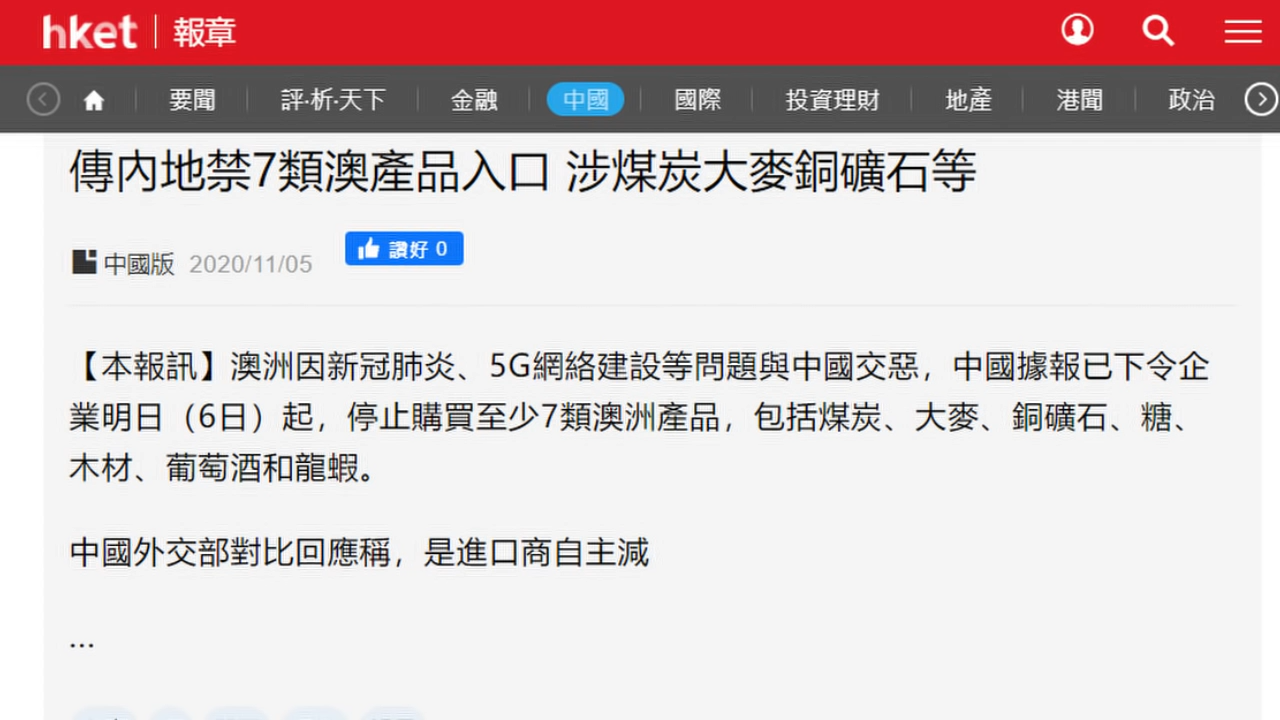 hket 報章
要聞 評·析·天下 金融 中國 國際 投資理財 地產 港聞 政治
傳內地禁7類澳產品入口 涉煤炭大麥銅礦石等
中國版 2020/11/05 讚好 0
【本報訊】澳洲因新冠肺炎、5G網絡建設等問題與中國交惡，中國據報已下令企
業明日（6日）起，停止購買至少7類澳洲產品，包括煤炭、大麥、銅礦石、糖、
木材、葡萄酒和龍蝦。
中國外交部對比回應稱，是進口商自主減
...